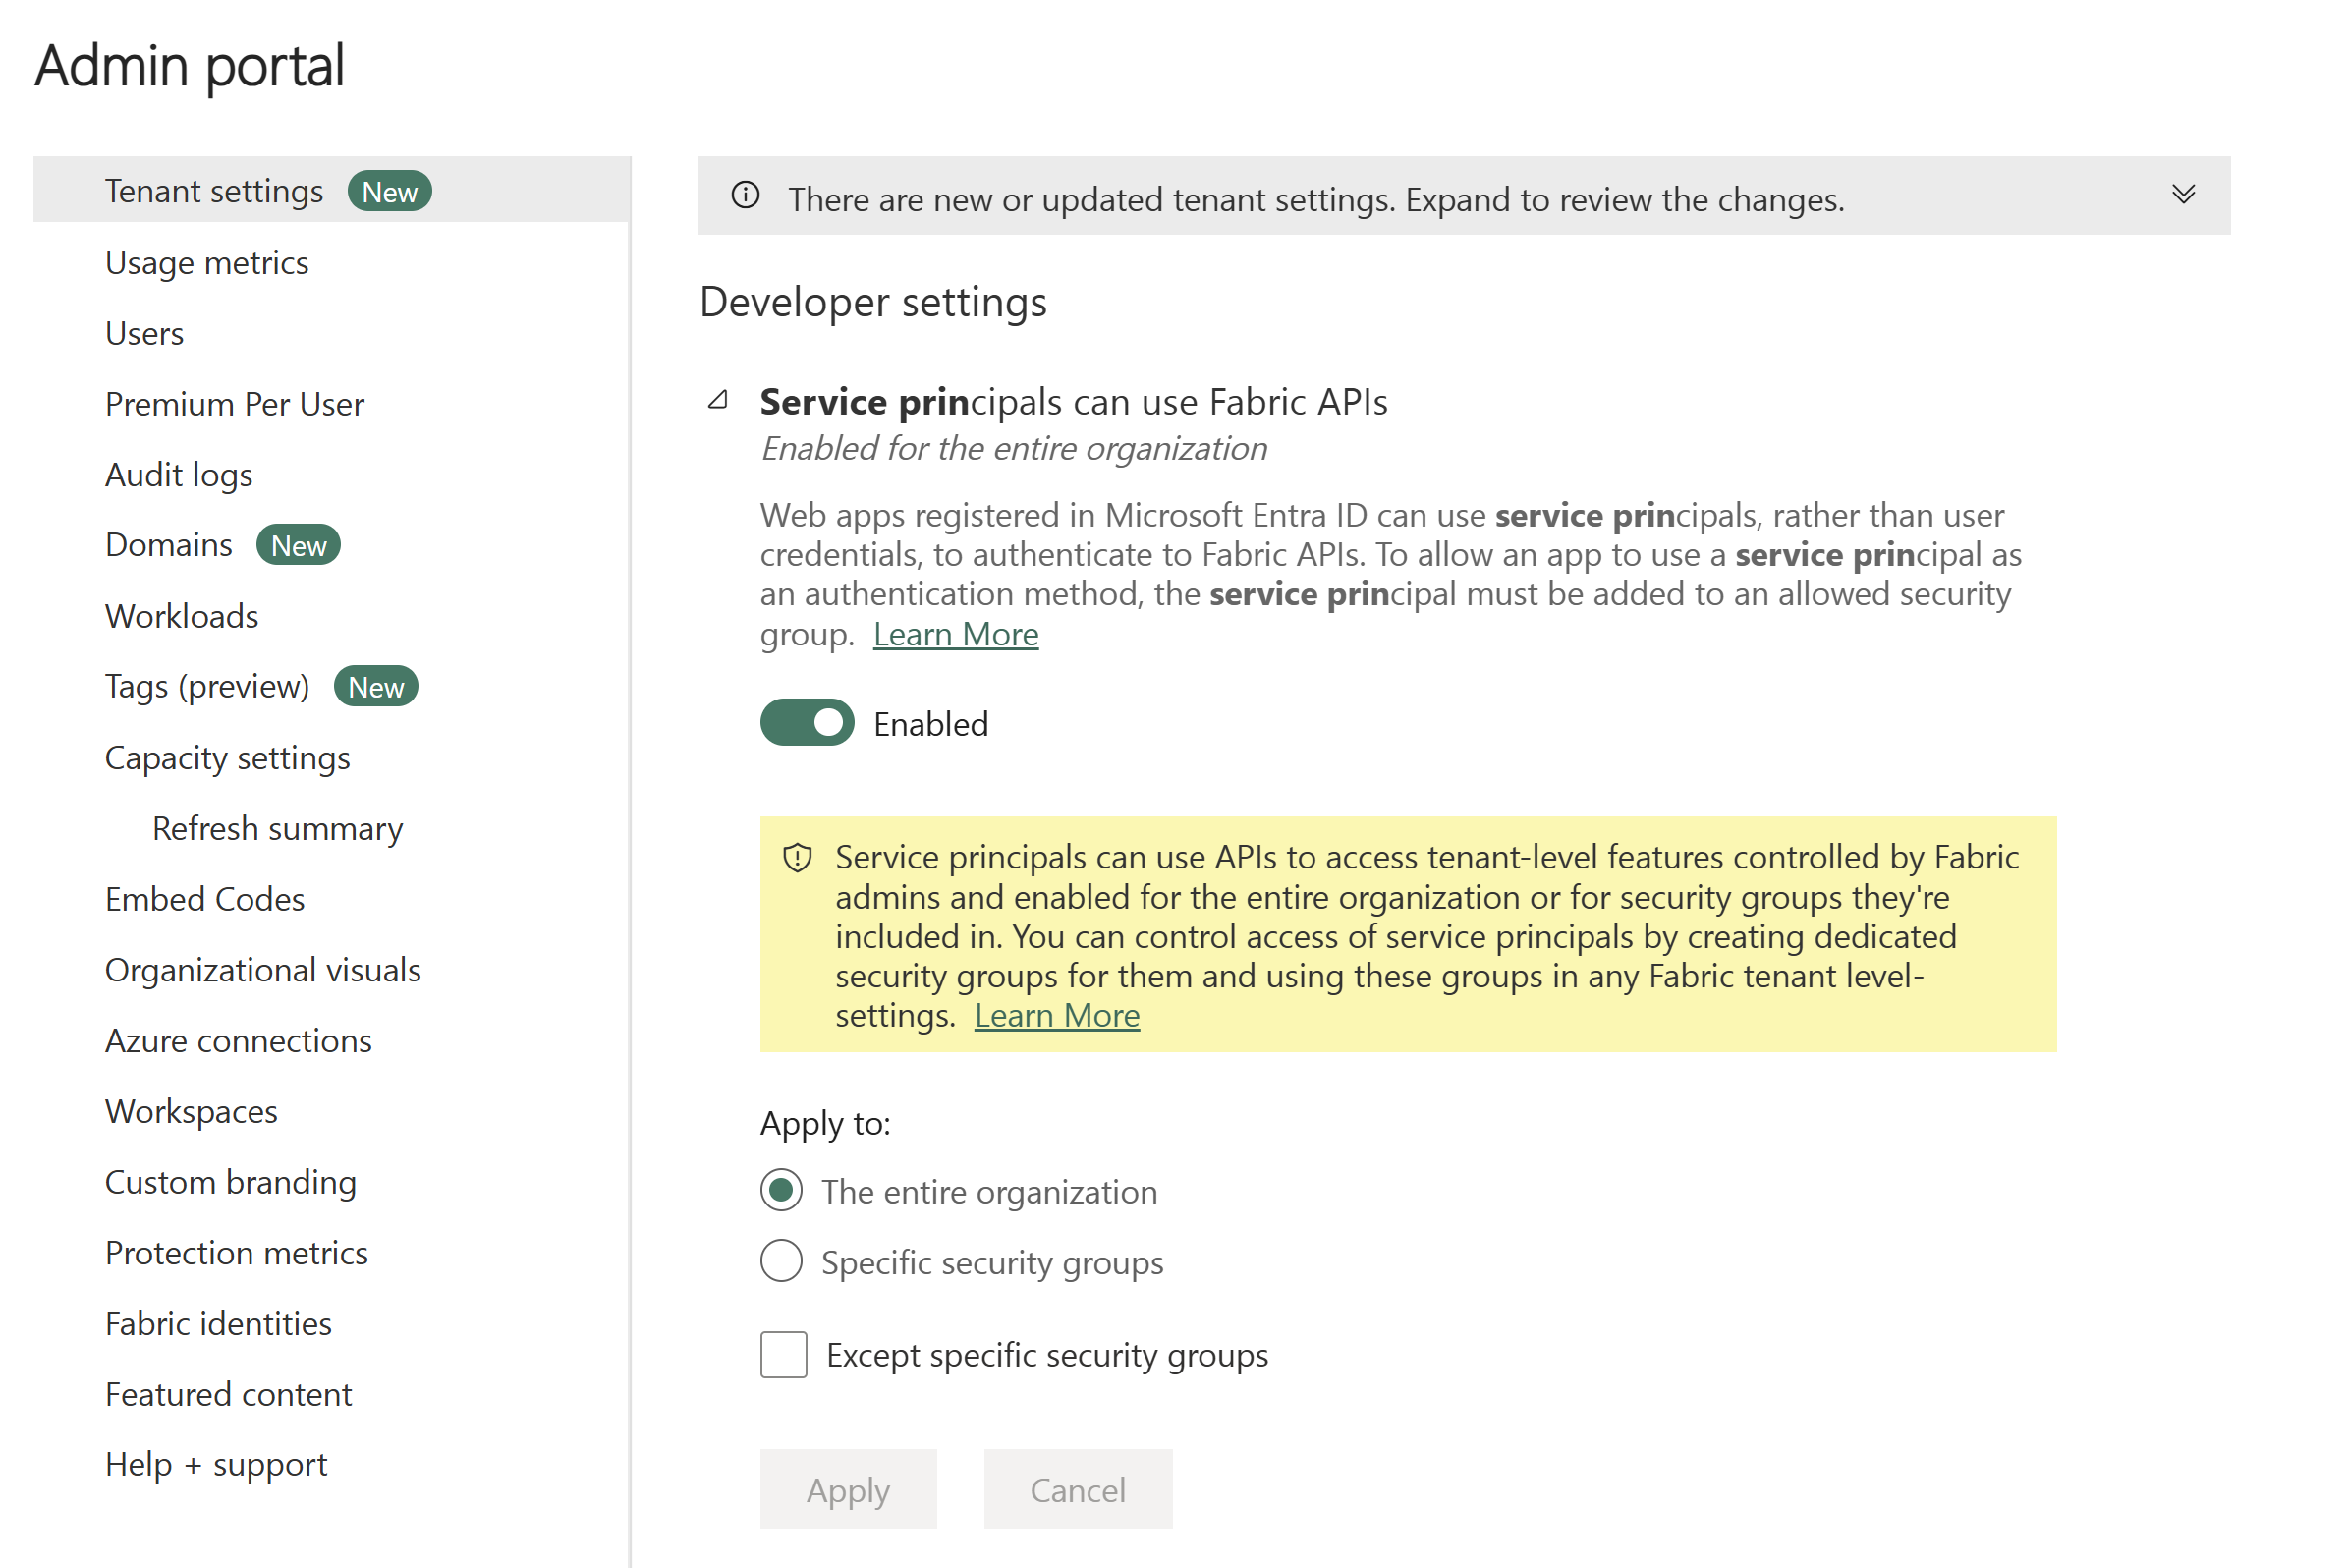 Admin portal
Tenant settings New
Usage metrics
Users
Premium Per User
Audit logs
Domains New
Workloads
Tags (preview) New
Capacity settings
Refresh summary
Embed Codes
Organizational visuals
Azure connections
Workspaces
Custom branding
Protection metrics
Fabric identities
Featured content
Help + support
There are new or updated tenant settings. Expand to review the changes.
Developer settings
Service principals can use Fabric APIs
Enabled for the entire organization
Web apps registered in Microsoft Entra ID can use service principals, rather than user
credentials, to authenticate to Fabric APIs. To allow an app to use a service principal as
an authentication method, the service principal must be added to an allowed security
group. Learn More
Enabled
Service principals can use APIs to access tenant-level features controlled by Fabric
admins and enabled for the entire organization or for security groups they're
included in. You can control access of service principals by creating dedicated
security groups for them and using these groups in any Fabric tenant level-
settings. Learn More
Apply to:
The entire organization
Specific security groups
Except specific security groups
Apply Cancel